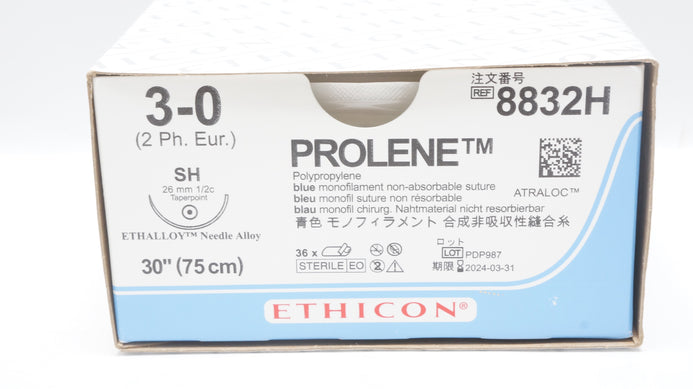 3-0
(2 Ph. Eur.)
SH
26 mm 1/2c
Taperpoint
ETHALLOY™ Needle Alloy
30" (75 cm)
注文番号
REF 8832H
PROLENE™
Polypropylene
blue monofilament non-absorbable suture
bleu monofil suture non résorbable
blau monofil chirurg. Nahtmaterial nicht resorbierbar
青色 モノフィラメント 合成非吸収性縫合糸
ATRALOC™
36 x
STERILE EO
ロット
LOT PDP987
期限 2024-03-31
ETHICON®